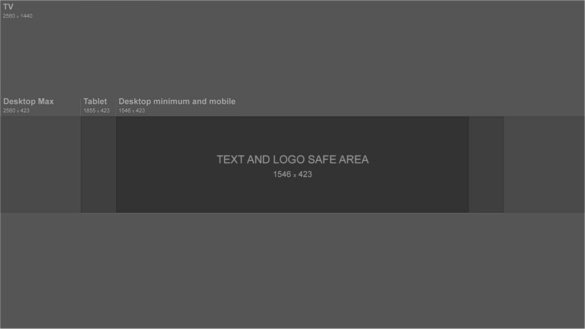 TV
2560 x 1440
Desktop Max
2560 x 423
Tablet
1855 x 423
Desktop minimum and mobile
1546 x 423
TEXT AND LOGO SAFE AREA
1546 x 423